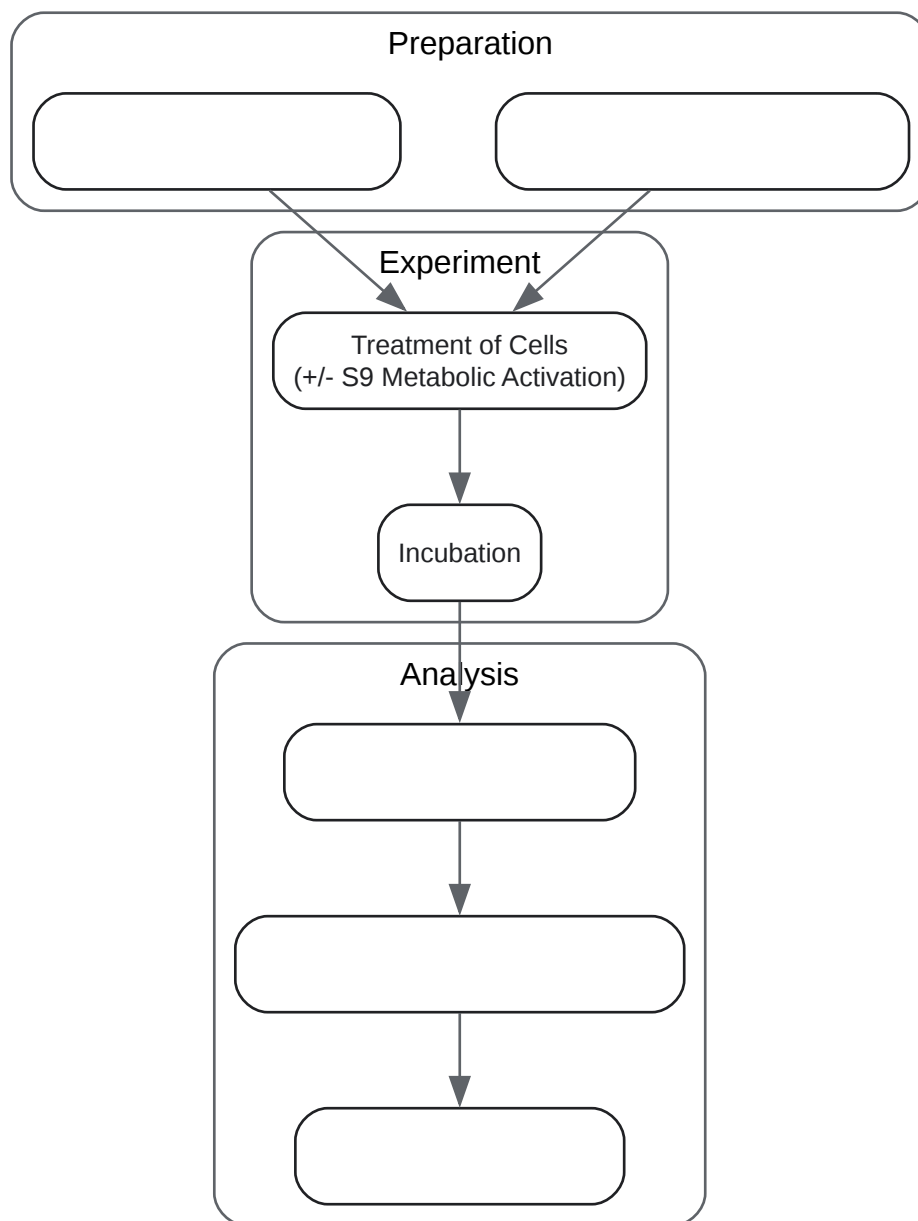 Preparation
Experiment
Treatment of Cells
(+/- S9 Metabolic Activation)
Incubation
Analysis